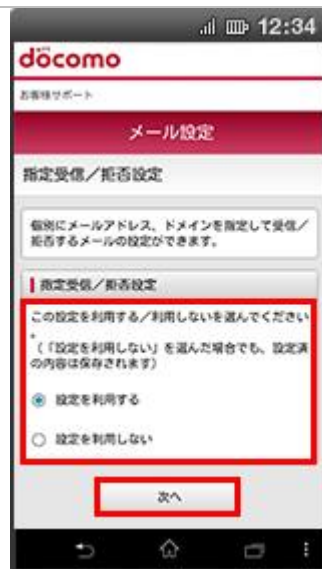 12:34
döcomo
お客様サポート
メール設定
指定受信/拒否設定
個別にメールアドレス、ドメインを指定して受信/
拒否するメールの設定ができます。
指定受信/拒否設定
この設定を利用する/利用しないを選んでください
。
(「設定を利用しない」を選んだ場合でも、設定済
の内容は保存されます)
設定を利用する
設定を利用しない
次へ